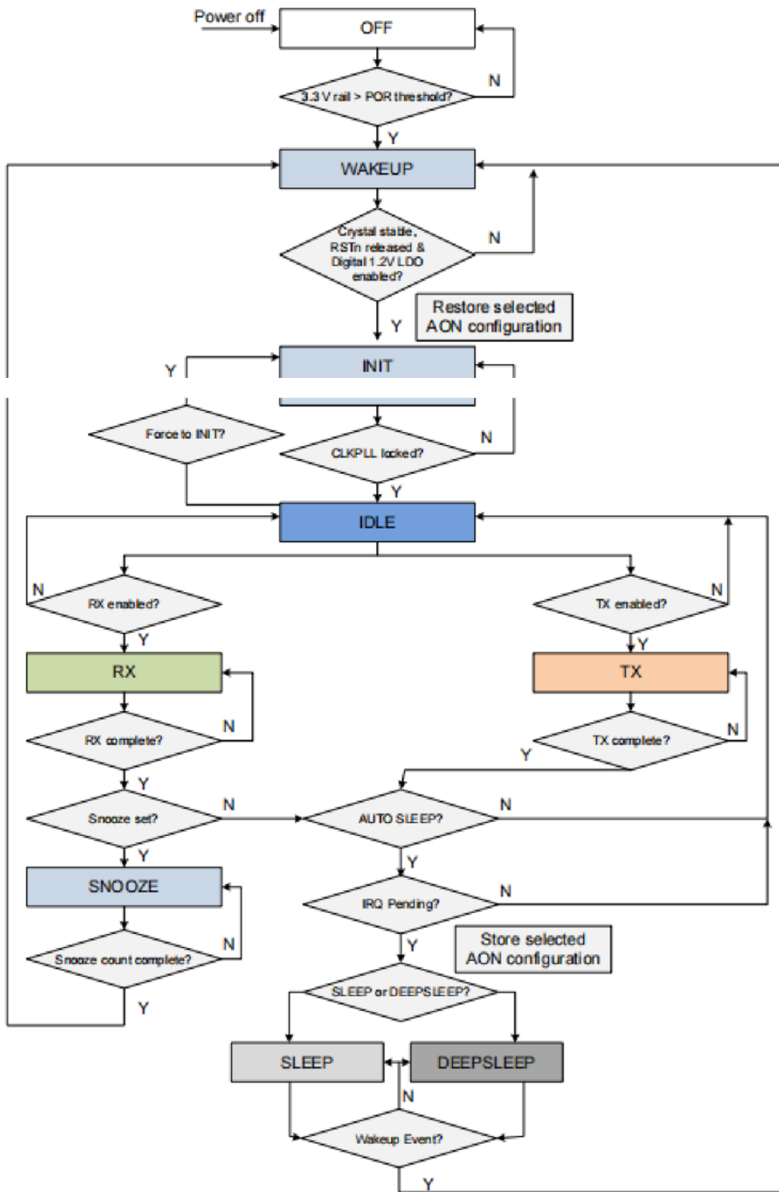 Power off
OFF
N
3.3 V rail > POR threshold?
Y
WAKEUP
Crystal stable,
RSTn released &
Digital 1.2V LDO
enabled?
N
Y
Restore selected
AON configuration
Y
INIT
Force to INIT?
CLKPLL locked?
N
Y
IDLE
N
RX enabled?
TX enabled?
N
Y
Y
RX
TX
RX complete?
N
TX complete?
N
Y
Y
Snooze set?
N
AUTO SLEEP?
N
Y
Y
SNOOZE
IRQ Pending?
N
Snooze count complete?
N
Y
Store selected
AON configuration
Y
SLEEP or DEEPSLEEP?
SLEEP
DEEPSLEEP
N
Wakeup Event?
Y